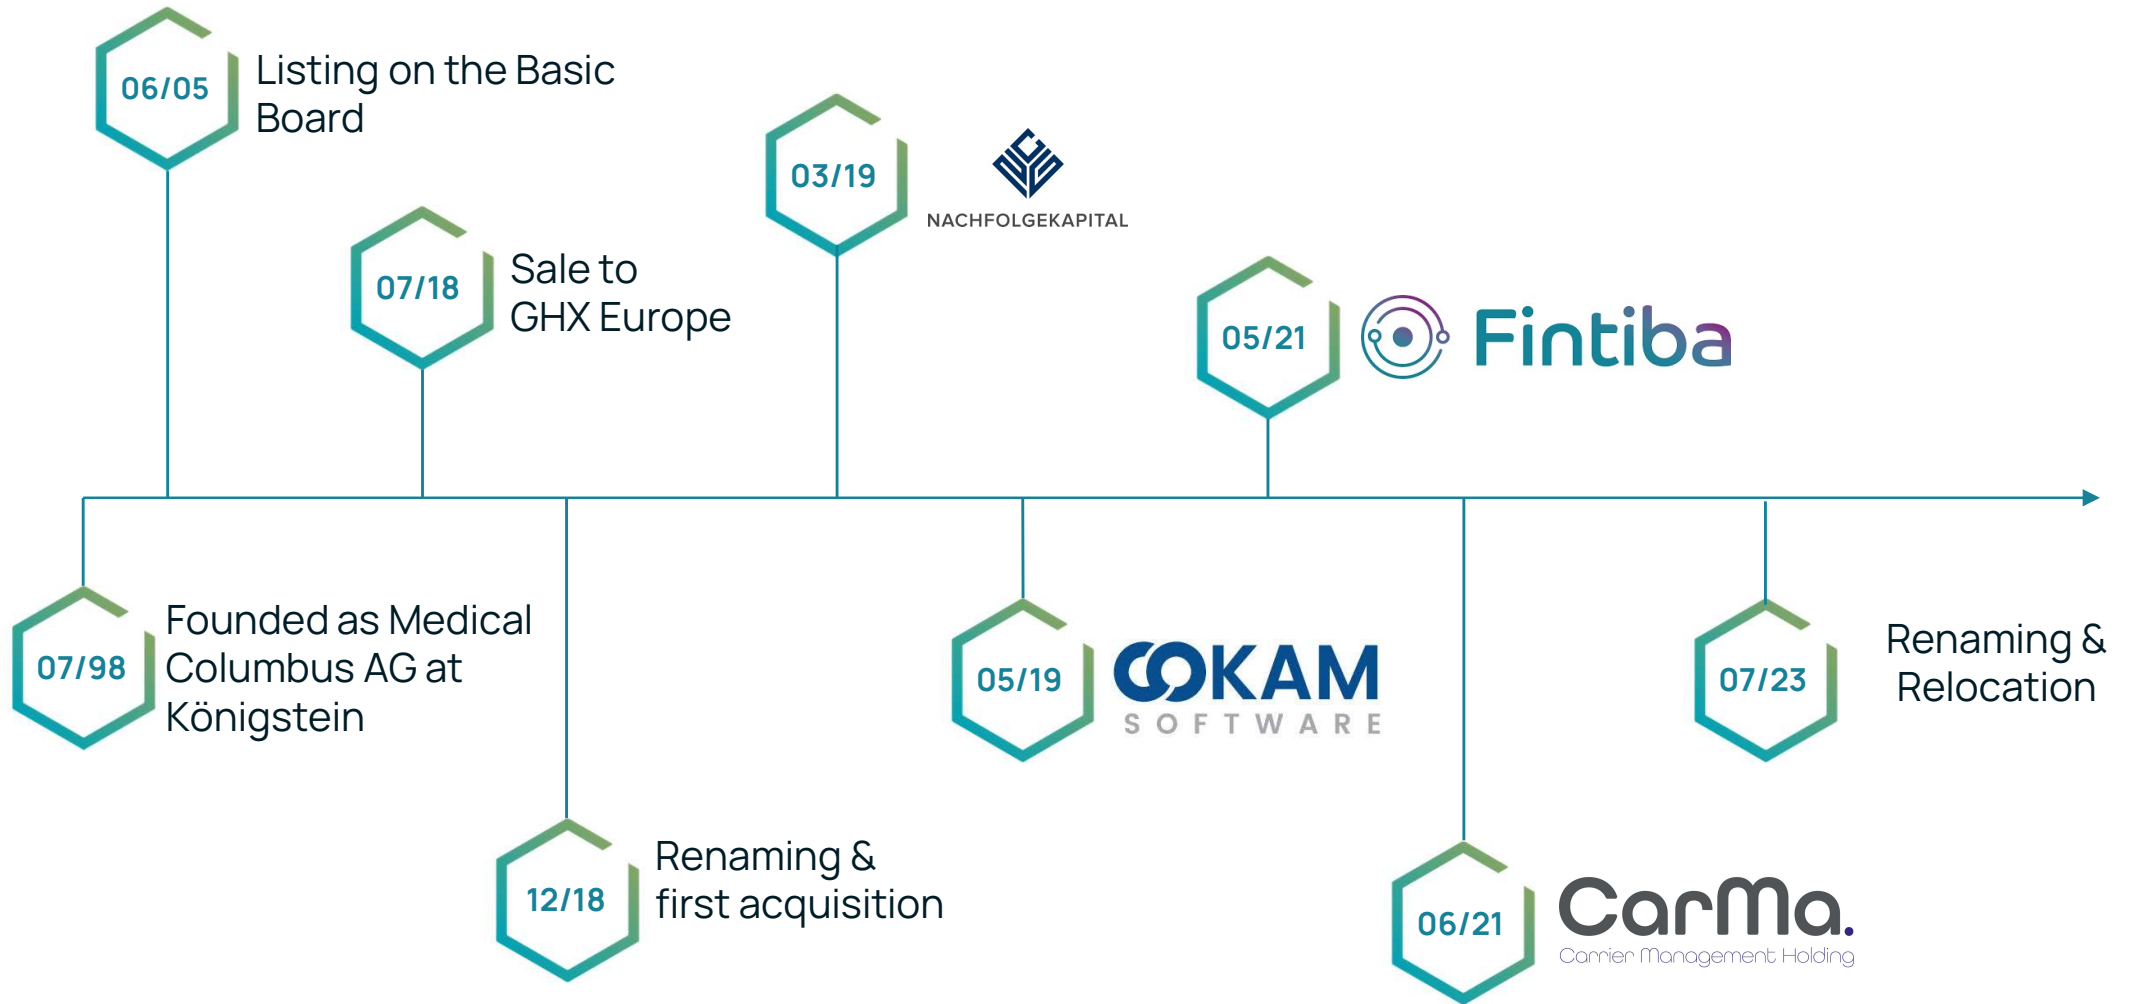 06/05
Listing on the Basic
Board
03/19
NACHFOLGEKAPITAL
07/18
Sale to
GHX Europe
05/21
Fintiba
07/98
Founded as Medical
Columbus AG at
Königstein
05/19
COKAM
SOFTWARE
07/23
Renaming &
Relocation
12/18
Renaming &
first acquisition
06/21
CarMa.
Carrier Management Holding